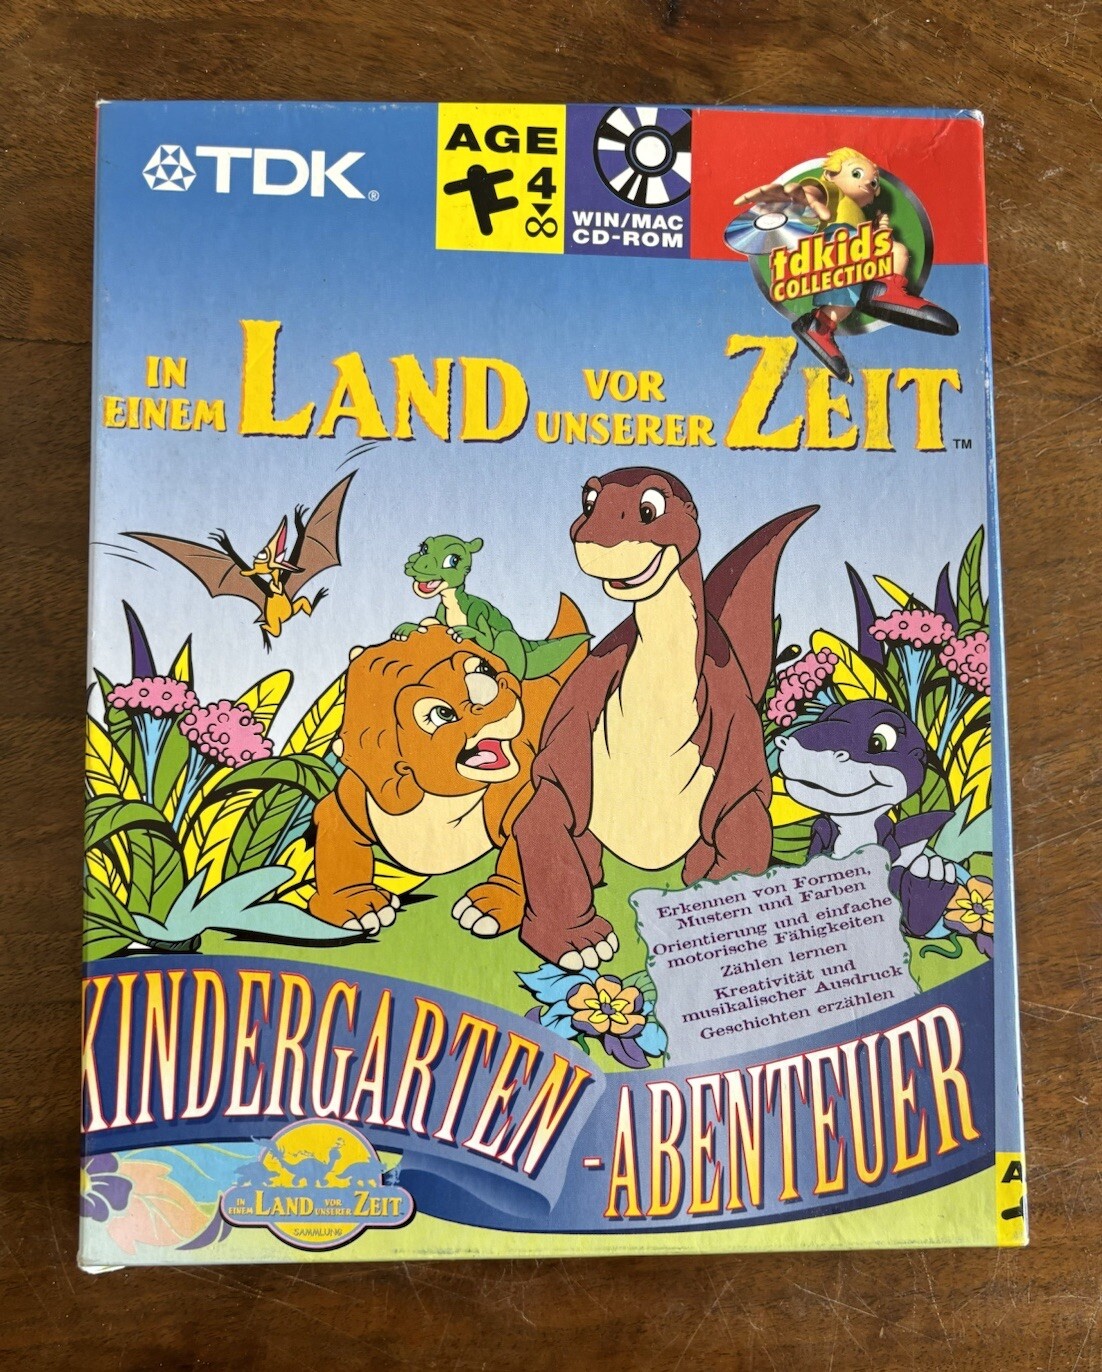 TDK®
AGE
4
∞
WIN/MAC
CD-ROM
tdkids
COLLECTION
IN EINEM LAND VOR UNSERER ZEIT™
Erkennen von Formen,
Mustern und Farben
Orientierung und einfache
motorische Fähigkeiten
Zählen lernen
Kreativität und
musikalischer Ausdruck
Geschichten erzählen
KINDERGARTEN
-ABENTEUER
IN EINEM LAND VOR UNSERER ZEIT
SAMMLUNG
A